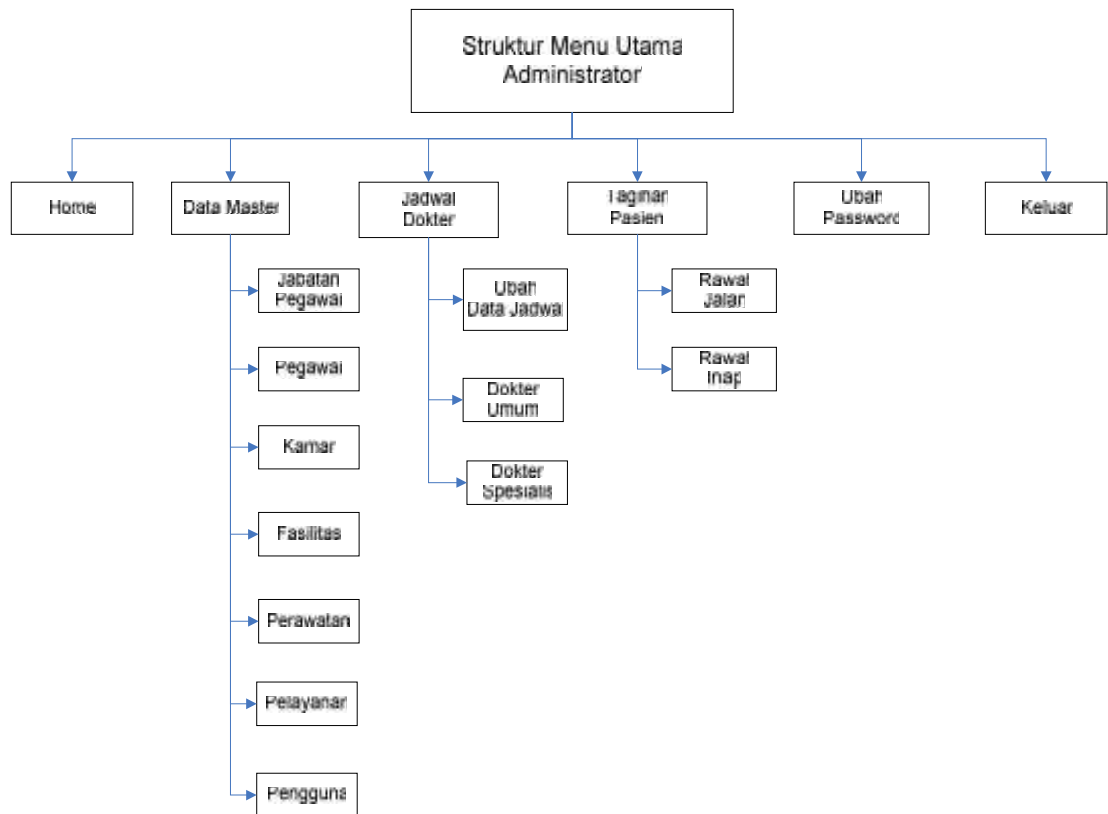 Struktur Menu Utama
Administrator
Home
Data Master
Jadwal
Dokter
Tagihan
Pasien
Ubah
Password
Keluar
Jabatan
Pegawai
Pegawai
Kamar
Fasilitas
Perawatan
Pelayanan
Pengguna
Ubah
Data Jadwal
Dokter
Umum
Dokter
Spesialis
Rawat
Jalan
Rawat
Inap